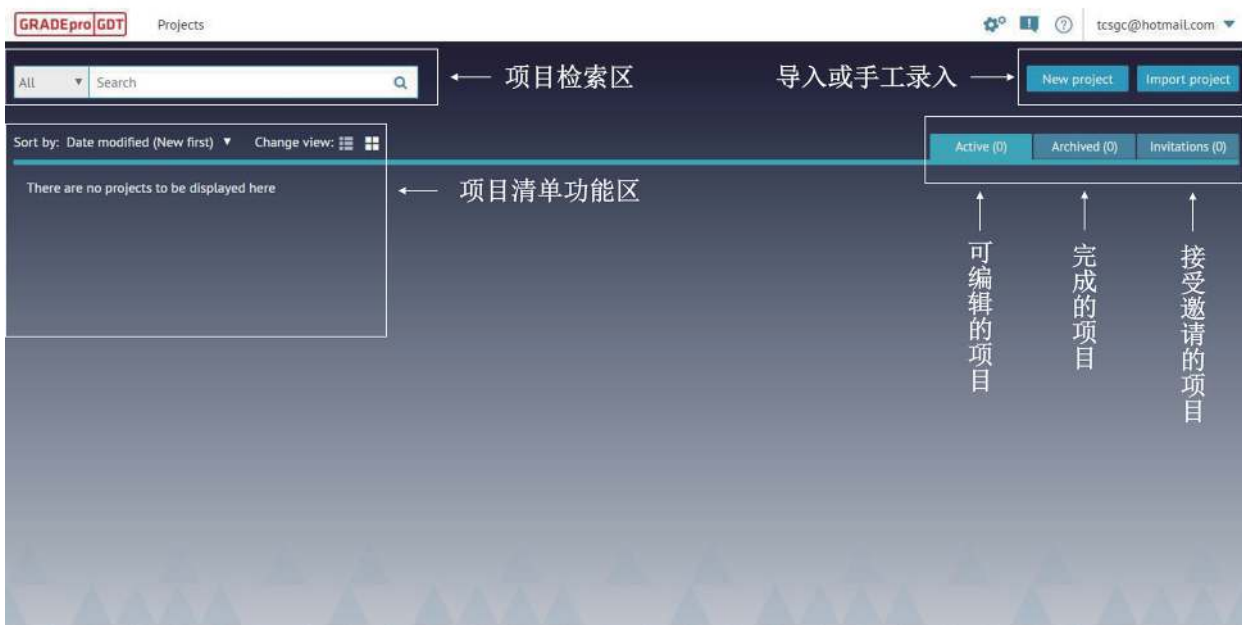 GRADEpro GDT Projects tcsgc@hotmail.com
All Search 项目检索区 导入或手工录入 New project Import project
Sort by: Date modified (New first) Change view: Active (0) Archived (0) Invitations (0)
There are no projects to be displayed here 项目清单功能区
可编辑的项目
完成的项目
接受邀请的项目